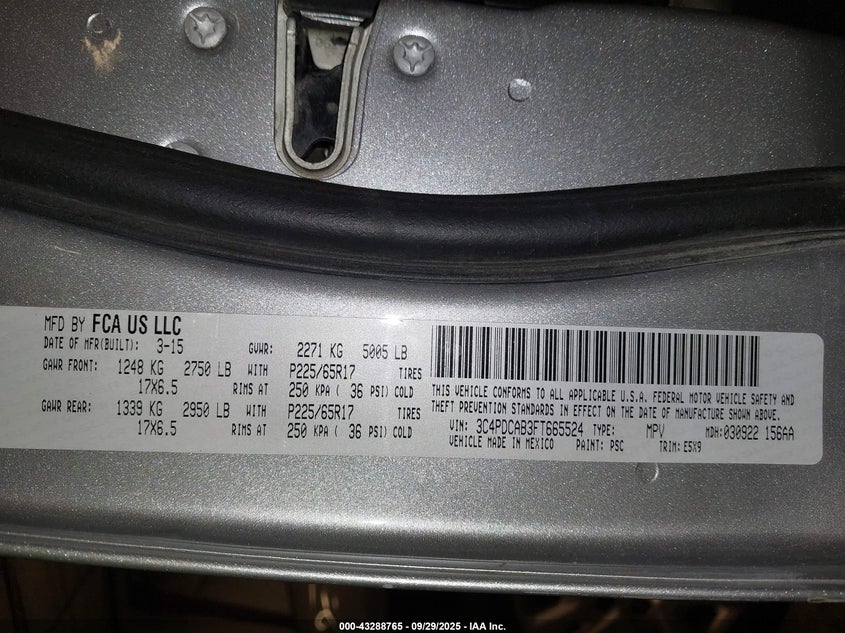 MFD BY FCA US LLC
DATE OF MFR(BUILT): 3-15 GVWR: 2271 KG 5005 LB
GAWR FRONT: 1248 KG 2750 LB WITH P225/65R17 TIRES
17X6.5 RIMS AT 250 KPA ( 36 PSI) COLD
GAWR REAR: 1339 KG 2950 LB WITH P225/65R17 TIRES
17X6.5 RIMS AT 250 KPA ( 36 PSI) COLD
THIS VEHICLE CONFORMS TO ALL APPLICABLE U.S.A. FEDERAL MOTOR VEHICLE SAFETY AND
THEFT PREVENTION STANDARDS IN EFFECT ON THE DATE OF MANUFACTURE SHOWN ABOVE.
VIN: 3C4PDCAB3FT665524 TYPE: MPV MDH:030922 156AA
VEHICLE MADE IN MEXICO PAINT: PSC TRIM: E5X9
000-43288765 - 09/29/2025 - IAA Inc.